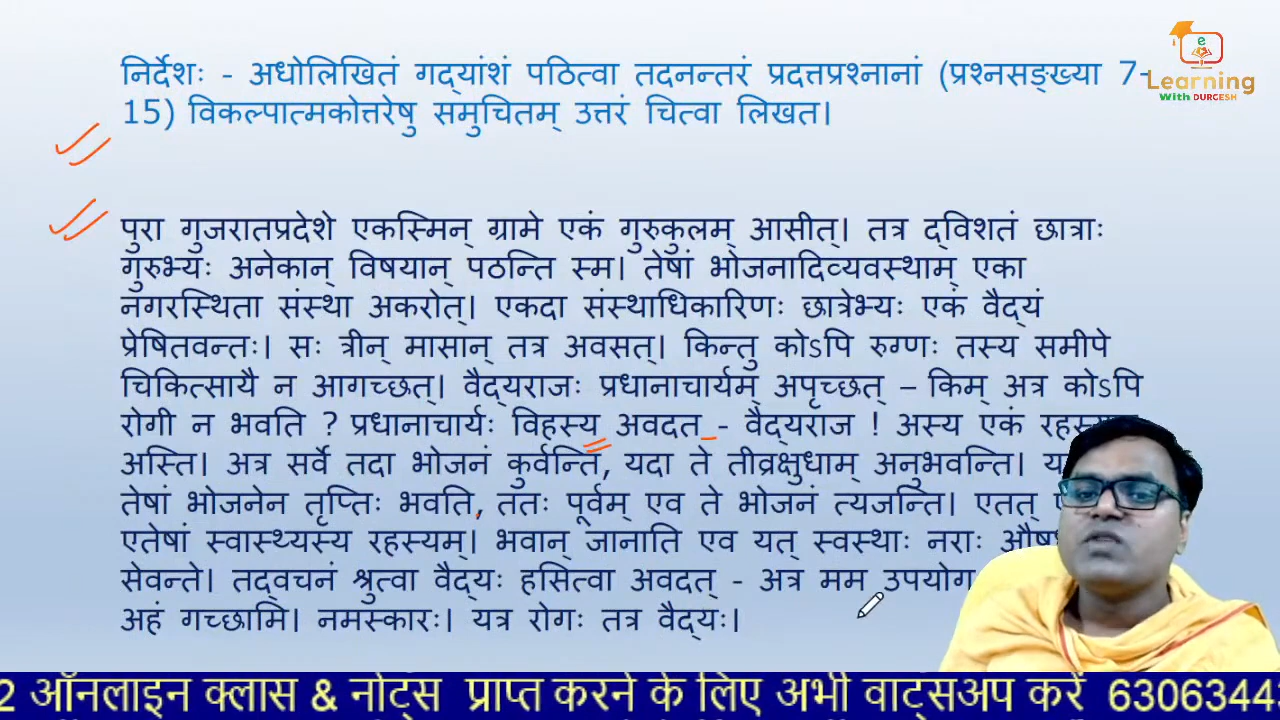 e
Learning
With DURGESH
निर्देशः - अधोलिखितं गद्यांशं पठित्वा तदनन्तरं प्रदत्तप्रश्नानां (प्रश्नसङ्ख्या 7-
15) विकल्पात्मकोत्तरेषु समुचितम् उत्तरं चित्वा लिखत।
पुरा गुजरातप्रदेशे एकस्मिन् ग्रामे एकं गुरुकुलम् आसीत्। तत्र द्विशतं छात्राः
गुरुभ्यः अनेकान् विषयान् पठन्ति स्म। तेषां भोजनादिव्यवस्थाम् एका
नगरस्थिता संस्था अकरोत्। एकदा संस्थाधिकारिणः छात्रेभ्यः एकं वैद्यं
प्रेषितवन्तः। सः त्रीन् मासान् तत्र अवसत्। किन्तु कोऽपि रुग्णः तस्य समीपे
चिकित्सायै न आगच्छत्। वैद्यराजः प्रधानाचार्यम् अपृच्छत् – किम् अत्र कोऽपि
रोगी न भवति ? प्रधानाचार्यः विहस्य अवदत - वैद्यराज ! अस्य एकं
अस्ति। अत्र सर्वे तदा भोजनं कुर्वन्ति, यदा ते तीव्रक्षुधाम् अनुभवन्ति।
तेषां भोजनेन तृप्तिः भवति, ततः पूर्वम् एव ते भोजनं त्यजन्ति। एतत्
एतेषां स्वास्थ्यस्य रहस्यम्। भवान् जानाति एव यत् स्वस्थाः नराः
सेवन्ते। तद्वचनं श्रुत्वा वैद्यः हसित्वा अवदत् - अत्र मम
अहं गच्छामि। नमस्कारः। यत्र रोगः तत्र वैद्यः।
2 ऑनलाइन क्लास & नोट्स प्राप्त करने के लिए अभी वाट्सअप करें 6306344